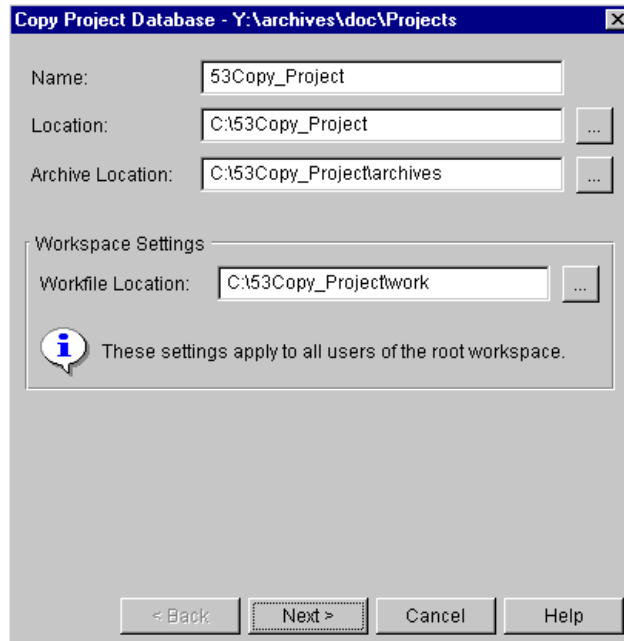 Copy Project Database - Y:\archives\doc\Projects
Name: 53Copy_Project
Location: C:\53Copy_Project ...
Archive Location: C:\53Copy_Project\archives ...
Workspace Settings
Workfile Location: C:\53Copy_Project\work ...
These settings apply to all users of the root workspace.
< Back Next > Cancel Help